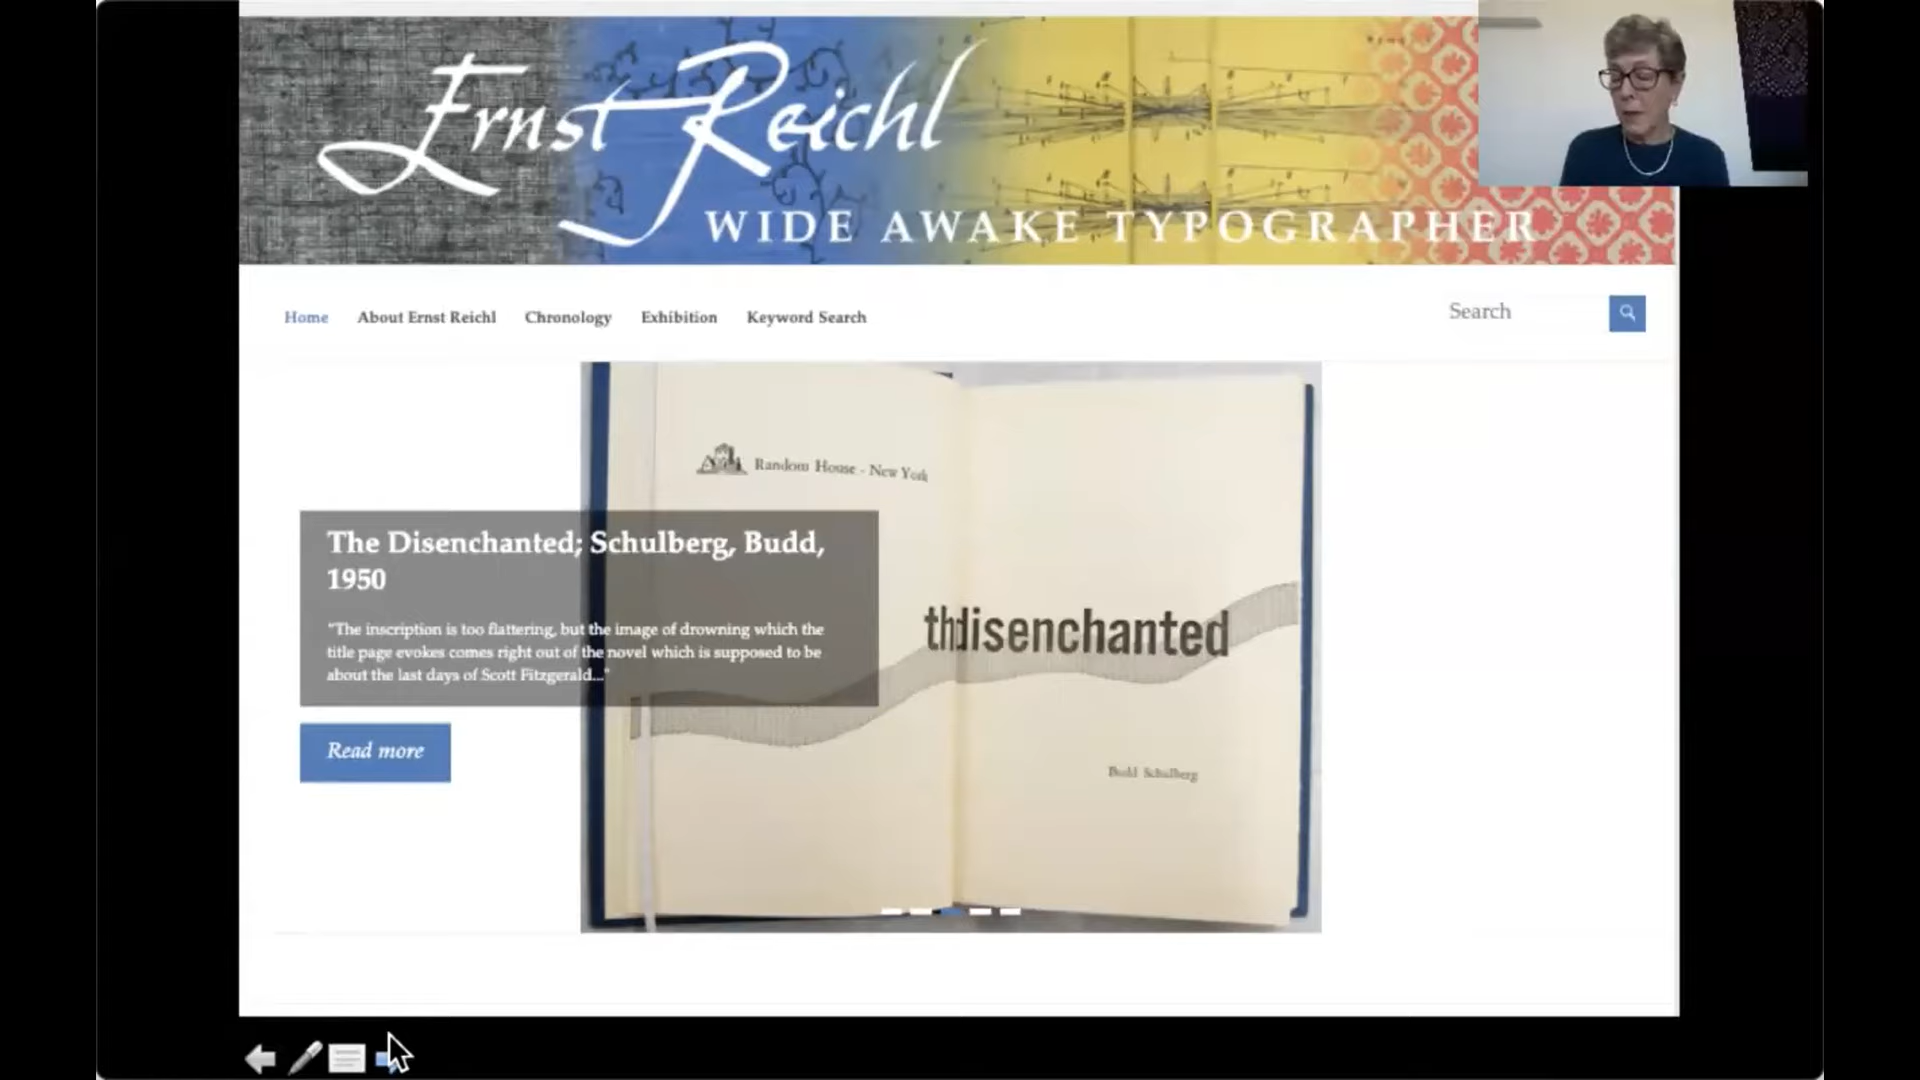 Ernst Reichl
WIDE AWAKE TYPOGRAPHER
Home About Ernst Reichl Chronology Exhibition Keyword Search Search
Random House - New York
The Disenchanted; Schulberg, Budd,
1950
"The inscription is too flattering, but the image of drowning which the
title page evokes comes right out of the novel which is supposed to be
about the last days of Scott Fitzgerald..."
thdisenchanted
Read more
Budd Schulberg